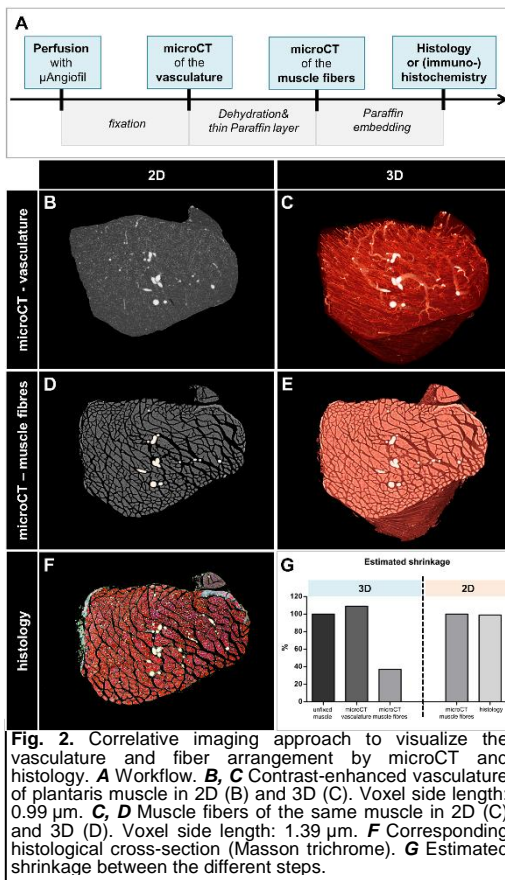 A
Perfusion
with
µAngiofil
microCT
of the
vasculature
microCT
of the
muscle fibers
Histology
or (immuno-)
histochemistry
fixation
Dehydration&
thin Paraffin layer
Paraffin
embedding
2D
3D
microCT - vasculature
B
C
microCT – muscle fibres
D
E
histology
F
G
Estimated shrinkage
3D
2D
%
120
100
80
60
40
20
0
unfixed
muscle
microCT
vasculature
microCT
muscle fibres
microCT
muscle fibres
histology
Fig. 2. Correlative imaging approach to visualize the
vasculature and fiber arrangement by microCT and
histology. A Workflow. B, C Contrast-enhanced vasculature
of plantaris muscle in 2D (B) and 3D (C). Voxel side length:
0.99 µm. C, D Muscle fibers of the same muscle in 2D (C)
and 3D (D). Voxel side length: 1.39 µm. F Corresponding
histological cross-section (Masson trichrome). G Estimated
shrinkage between the different steps.